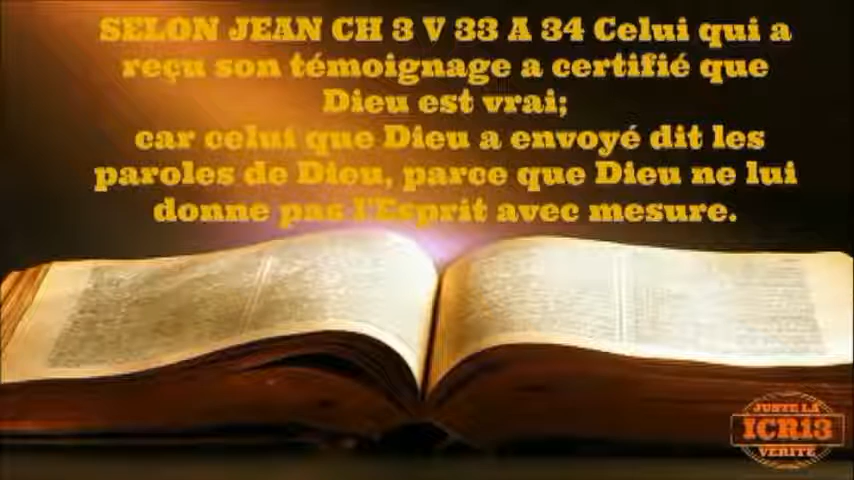 SELON JEAN CH 3 V 33 A 34 Celui qui a
reçu son témoignage a certifié que
Dieu est vrai;
car celui que Dieu a envoyé dit les
paroles de Dieu, parce que Dieu ne lui
donne pas l'Esprit avec mesure.
JUSTE LA
ICR13
VERITE